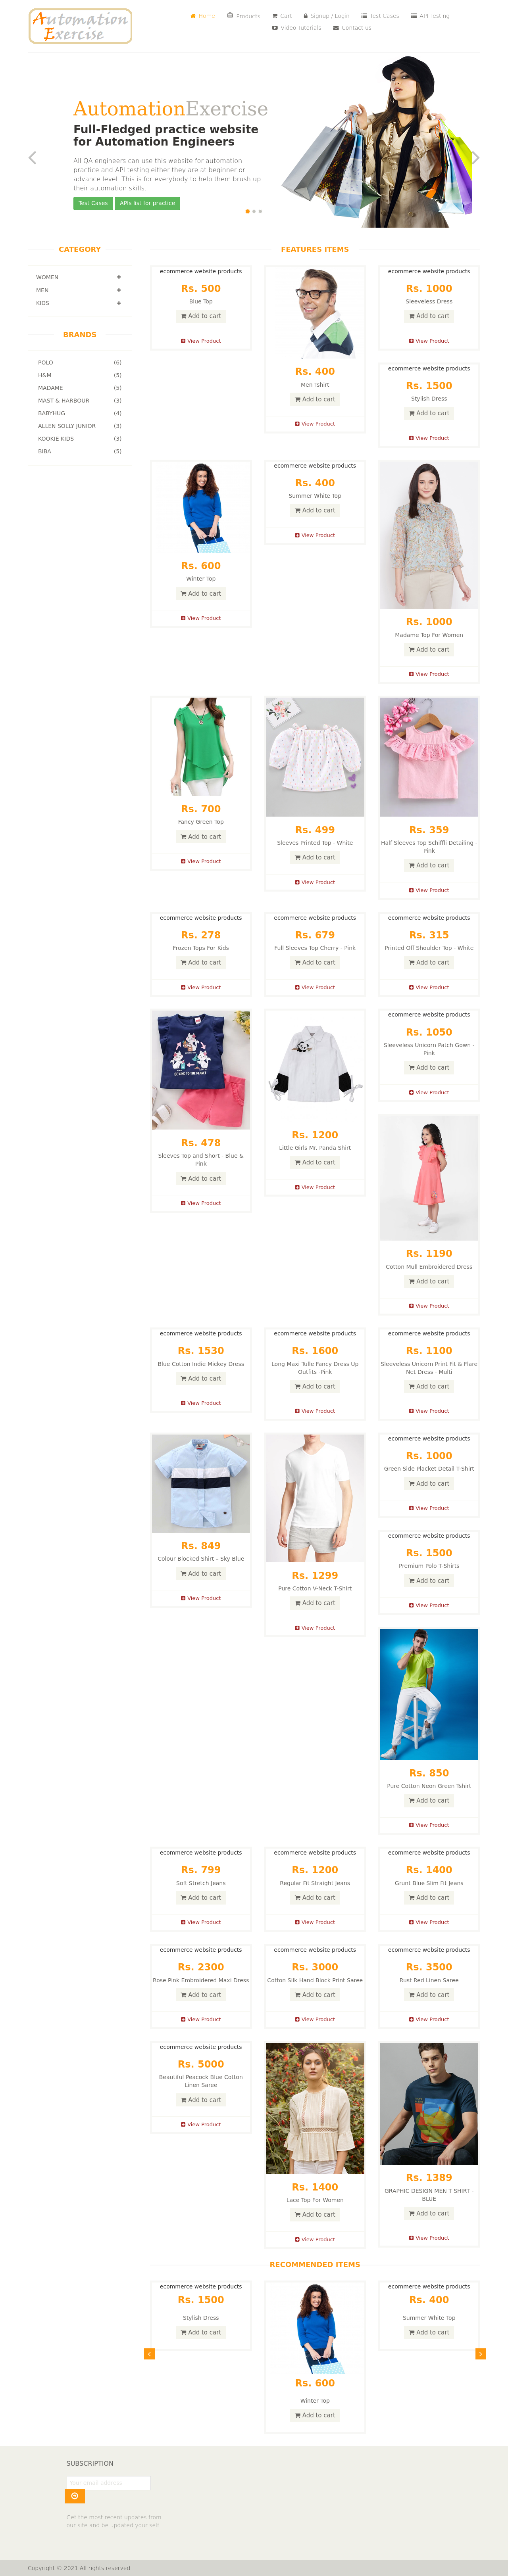 Automation
Exercise
Home
Products
Cart
Signup / Login
Test Cases
API Testing
Video Tutorials
Contact us
AutomationExercise
Full-Fledged practice website
for Automation Engineers
All QA engineers can use this website for automation
practice and API testing either they are at beginner or
advance level. This is for everybody to help them brush up
their automation skills.
Test Cases
APIs list for practice
CATEGORY
WOMEN
MEN
KIDS
BRANDS
POLO (6)
H&M (5)
MADAME (5)
MAST & HARBOUR (3)
BABYHUG (4)
ALLEN SOLLY JUNIOR (3)
KOOKIE KIDS (3)
BIBA (5)
FEATURES ITEMS
ecommerce website products
Rs. 500
Blue Top
Add to cart
View Product
Rs. 400
Men Tshirt
Add to cart
View Product
ecommerce website products
Rs. 1000
Sleeveless Dress
Add to cart
View Product
ecommerce website products
Rs. 1500
Stylish Dress
Add to cart
View Product
Rs. 600
Winter Top
Add to cart
View Product
ecommerce website products
Rs. 400
Summer White Top
Add to cart
View Product
Rs. 1000
Madame Top For Women
Add to cart
View Product
Rs. 700
Fancy Green Top
Add to cart
View Product
Rs. 499
Sleeves Printed Top - White
Add to cart
View Product
Rs. 359
Half Sleeves Top Schiffli Detailing -
Pink
Add to cart
View Product
ecommerce website products
Rs. 278
Frozen Tops For Kids
Add to cart
View Product
ecommerce website products
Rs. 679
Full Sleeves Top Cherry - Pink
Add to cart
View Product
ecommerce website products
Rs. 315
Printed Off Shoulder Top - White
Add to cart
View Product
Rs. 478
Sleeves Top and Short - Blue &
Pink
Add to cart
View Product
Rs. 1200
Little Girls Mr. Panda Shirt
Add to cart
View Product
ecommerce website products
Rs. 1050
Sleeveless Unicorn Patch Gown -
Pink
Add to cart
View Product
Rs. 1190
Cotton Mull Embroidered Dress
Add to cart
View Product
ecommerce website products
Rs. 1530
Blue Cotton Indie Mickey Dress
Add to cart
View Product
ecommerce website products
Rs. 1600
Long Maxi Tulle Fancy Dress Up
Outfits -Pink
Add to cart
View Product
ecommerce website products
Rs. 1100
Sleeveless Unicorn Print Fit & Flare
Net Dress - Multi
Add to cart
View Product
Rs. 849
Colour Blocked Shirt – Sky Blue
Add to cart
View Product
Rs. 1299
Pure Cotton V-Neck T-Shirt
Add to cart
View Product
ecommerce website products
Rs. 1000
Green Side Placket Detail T-Shirt
Add to cart
View Product
ecommerce website products
Rs. 1500
Premium Polo T-Shirts
Add to cart
View Product
Rs. 850
Pure Cotton Neon Green Tshirt
Add to cart
View Product
ecommerce website products
Rs. 799
Soft Stretch Jeans
Add to cart
View Product
ecommerce website products
Rs. 1200
Regular Fit Straight Jeans
Add to cart
View Product
ecommerce website products
Rs. 1400
Grunt Blue Slim Fit Jeans
Add to cart
View Product
ecommerce website products
Rs. 2300
Rose Pink Embroidered Maxi Dress
Add to cart
View Product
ecommerce website products
Rs. 3000
Cotton Silk Hand Block Print Saree
Add to cart
View Product
ecommerce website products
Rs. 3500
Rust Red Linen Saree
Add to cart
View Product
ecommerce website products
Rs. 5000
Beautiful Peacock Blue Cotton
Linen Saree
Add to cart
View Product
Rs. 1400
Lace Top For Women
Add to cart
View Product
Rs. 1389
GRAPHIC DESIGN MEN T SHIRT -
BLUE
Add to cart
View Product
RECOMMENDED ITEMS
ecommerce website products
Rs. 1500
Stylish Dress
Add to cart
Rs. 600
Winter Top
Add to cart
ecommerce website products
Rs. 400
Summer White Top
Add to cart
SUBSCRIPTION
Your email address
Get the most recent updates from
our site and be updated your self...
Copyright © 2021 All rights reserved